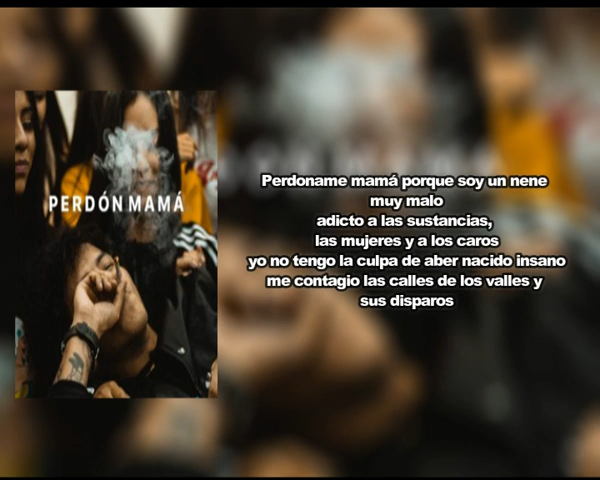 PERDÓN MAMÁ
Perdoname mamá porque soy un nene
muy malo
adicto a las sustancias,
las mujeres y a los caros
yo no tengo la culpa de aber nacido insano
me contagio las calles de los valles y
sus disparos